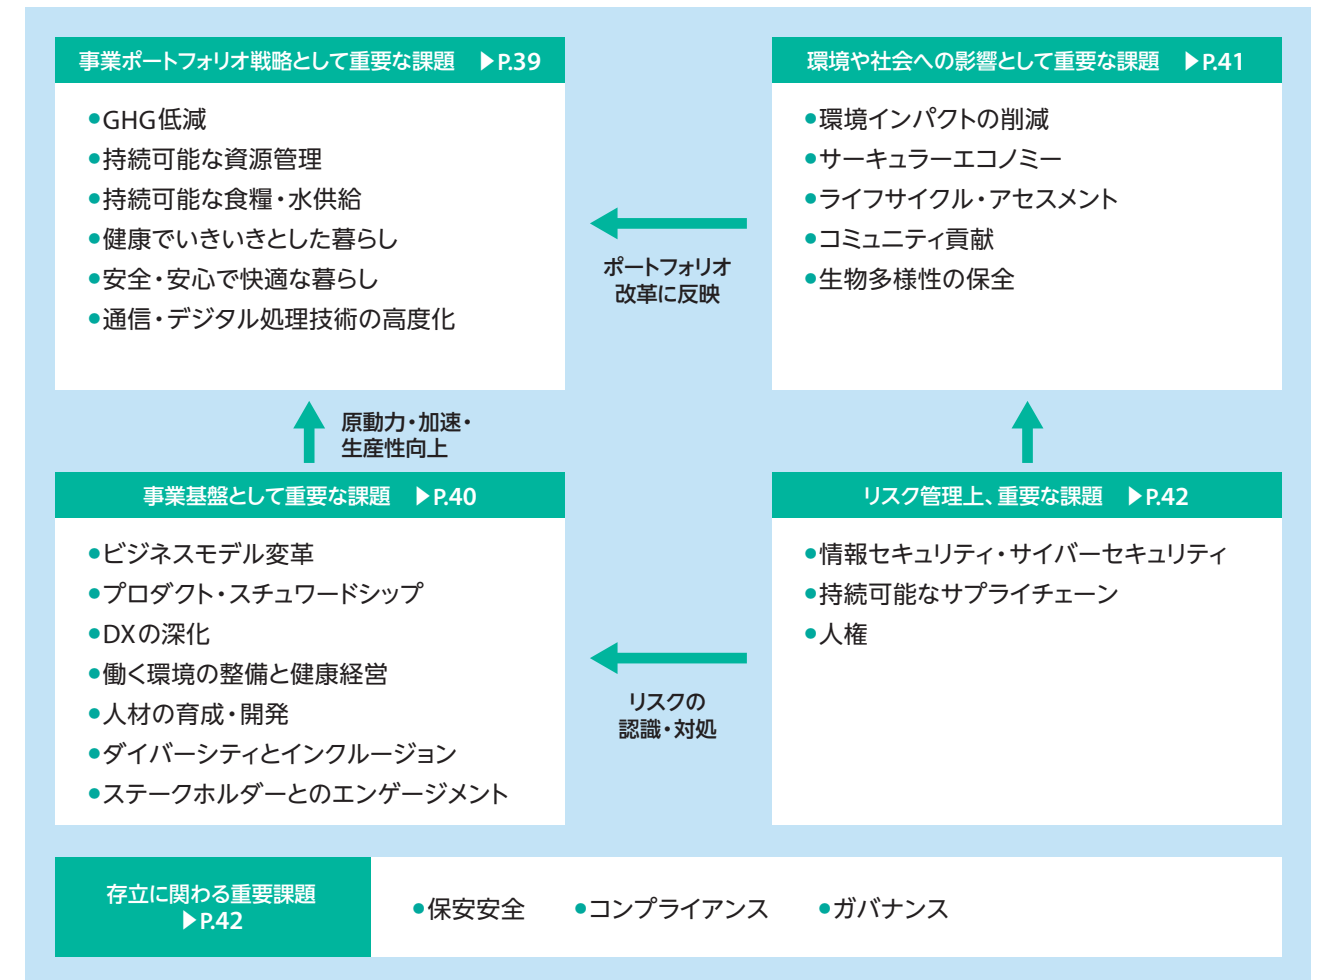 事業ポートフォリオ戦略として重要な課題 ▶P.39
●GHG低減
●持続可能な資源管理
●持続可能な食糧・水供給
●健康でいきいきとした暮らし
●安全・安心で快適な暮らし
●通信・デジタル処理技術の高度化
ポートフォリオ
改革に反映
環境や社会への影響として重要な課題 ▶P.41
●環境インパクトの削減
●サーキュラーエコノミー
●ライフサイクル・アセスメント
●コミュニティ貢献
●生物多様性の保全
原動力・加速・
生産性向上
事業基盤として重要な課題 ▶P.40
●ビジネスモデル変革
●プロダクト・スチュワードシップ
●DXの深化
●働く環境の整備と健康経営
●人材の育成・開発
●ダイバーシティとインクルージョン
●ステークホルダーとのエンゲージメント
リスクの
認識・対処
リスク管理上、重要な課題 ▶P.42
●情報セキュリティ・サイバーセキュリティ
●持続可能なサプライチェーン
●人権
存立に関わる重要課題
▶P.42
●保安安全 ●コンプライアンス ●ガバナンス